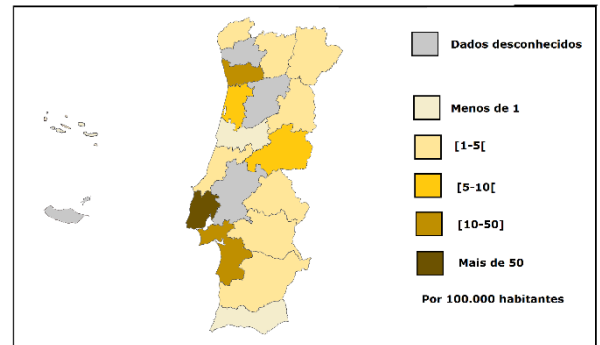 Dados desconhecidos
Menos de 1
[1-5[
[5-10[
[10-50]
Mais de 50
Por 100.000 habitantes